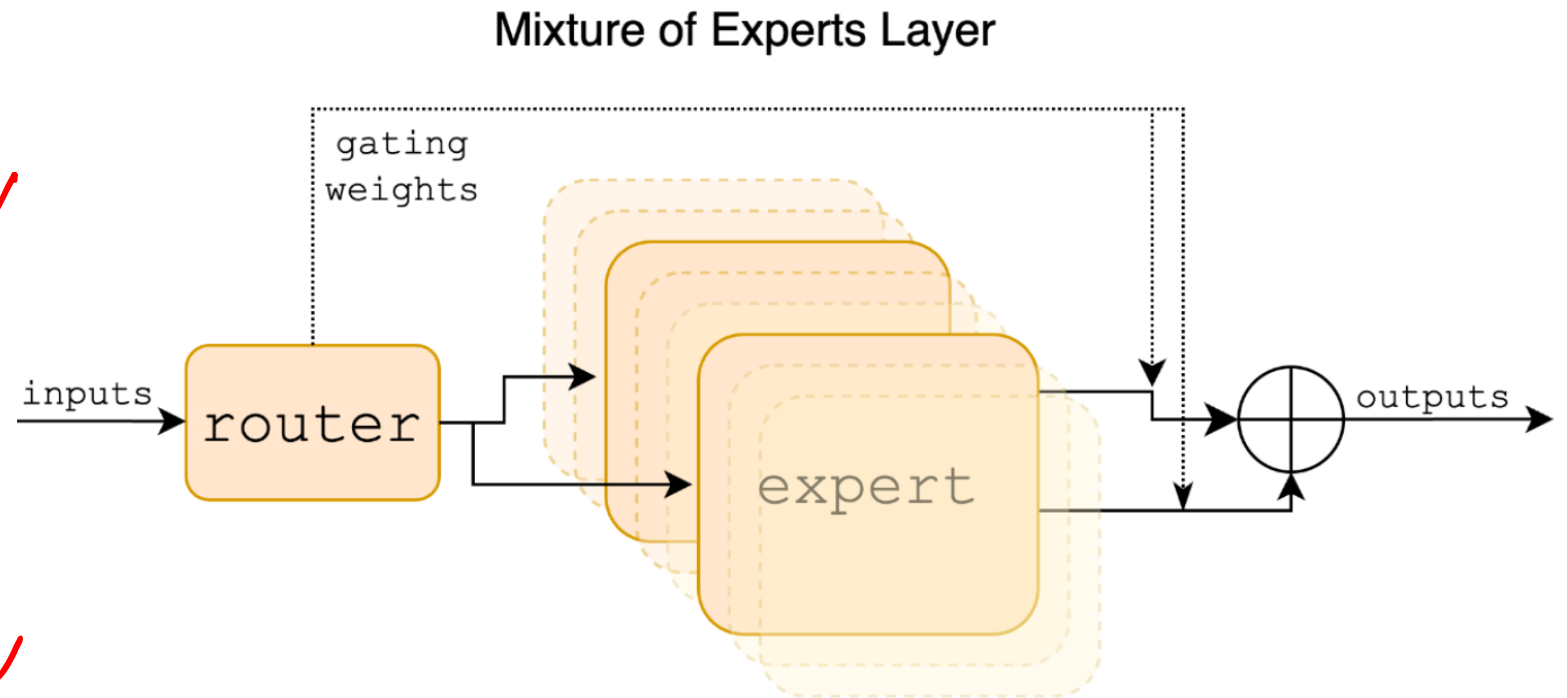 Mixture of Experts Layer
gating
weights
inputs
router
expert
outputs